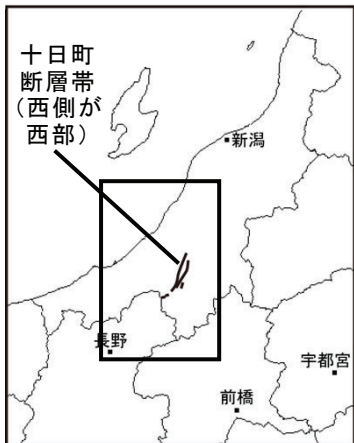 十日町
断層帯
（西側が
西部）
新潟
長野
宇都宮
前橋